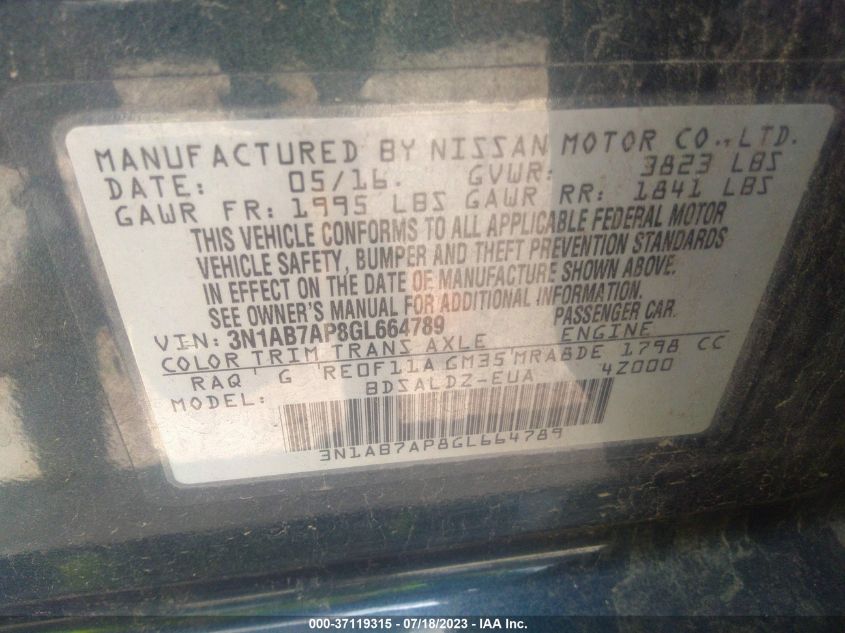 MANUFACTURED BY NISSAN MOTOR CO., LTD.
DATE: 05/16. GVWR: 3823 LBS
GAWR FR: 1995 LBS GAWR RR: 1841 LBS
THIS VEHICLE CONFORMS TO ALL APPLICABLE FEDERAL MOTOR
VEHICLE SAFETY, BUMPER AND THEFT PREVENTION STANDARDS
IN EFFECT ON THE DATE OF MANUFACTURE SHOWN ABOVE.
SEE OWNER'S MANUAL FOR ADDITIONAL INFORMATION.
VIN: 3N1AB7AP8GL664789 PASSENGER CAR
COLOR TRIM TRANS AXLE ENGINE
RAQ G RE0F11A GM35 MRA8DE 1798 CC
MODEL: BDSALDZ-EUA 4Z000
3N1AB7AP8GL664789
000-37119315 - 07/18/2023 - IAA Inc.